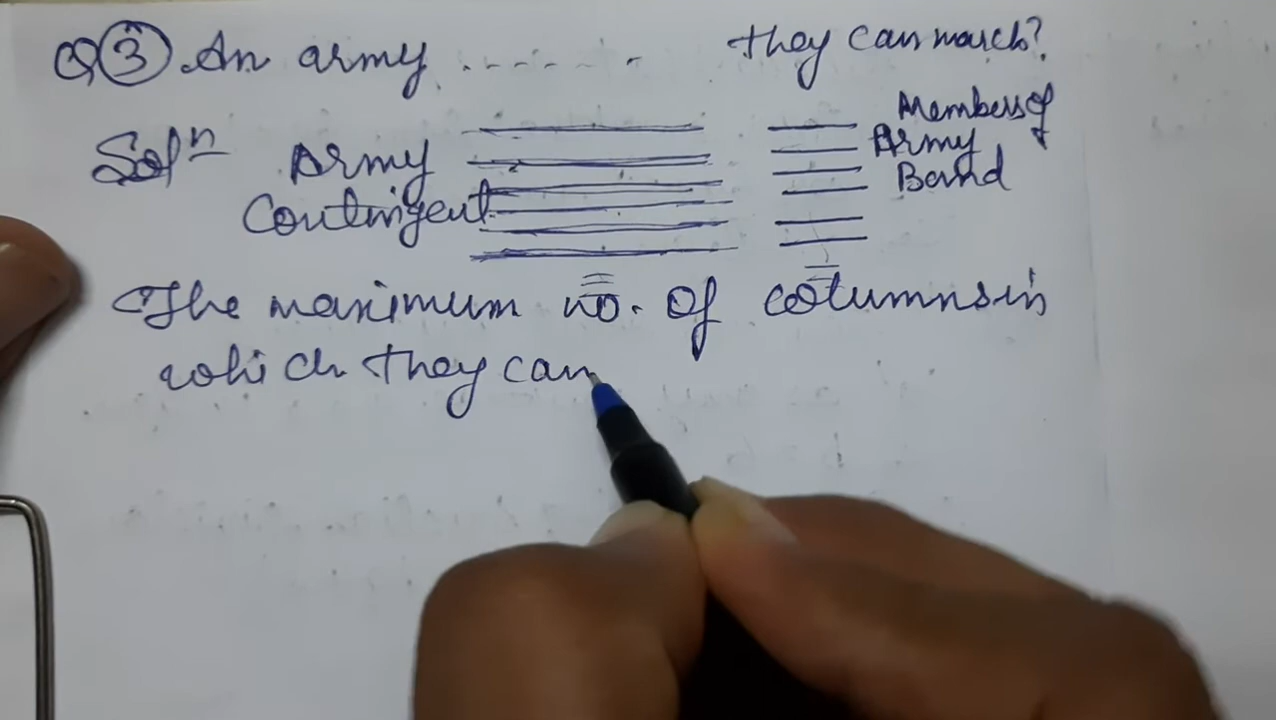 Q(3). An army ....... they can march?
Solⁿ Army Members of
Contingent Army
Band
The maximum no. of columns in
which they can